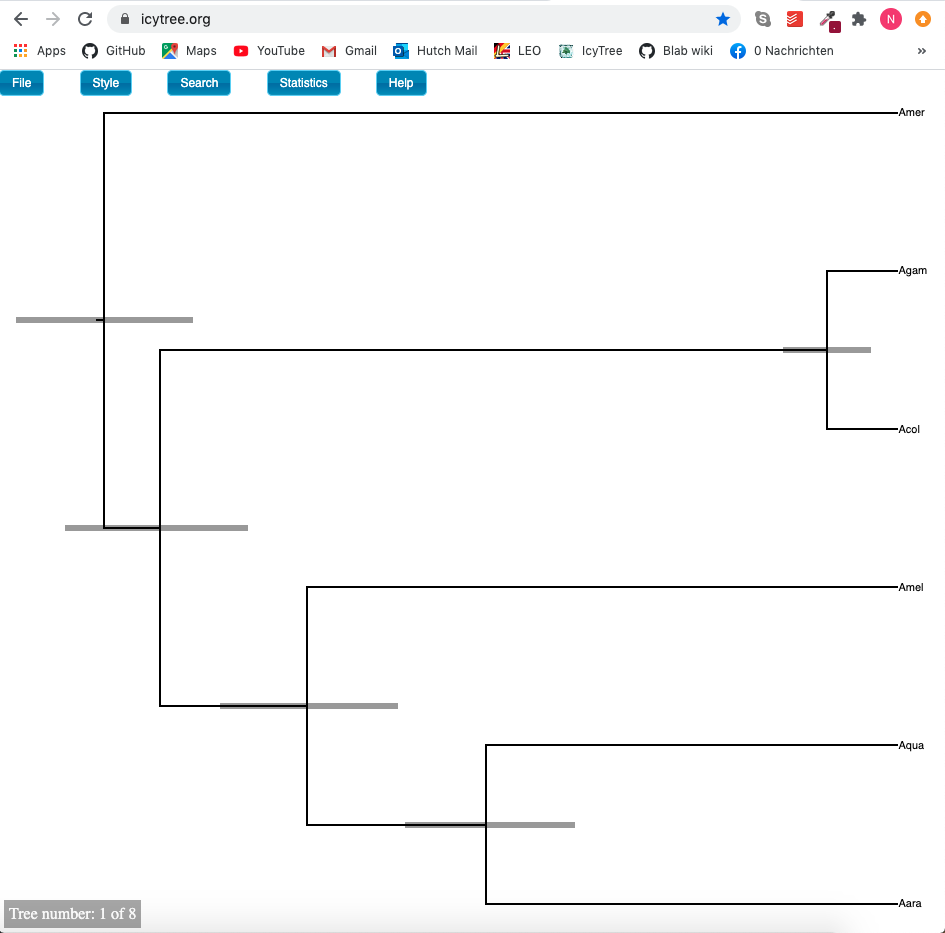 icytree.org
N
Apps GitHub Maps YouTube Gmail Hutch Mail LEO IcyTree Blab wiki 0 Nachrichten »
File Style Search Statistics Help
Amer
Agam
Acol
Amel
Aqua
Aara
Tree number: 1 of 8